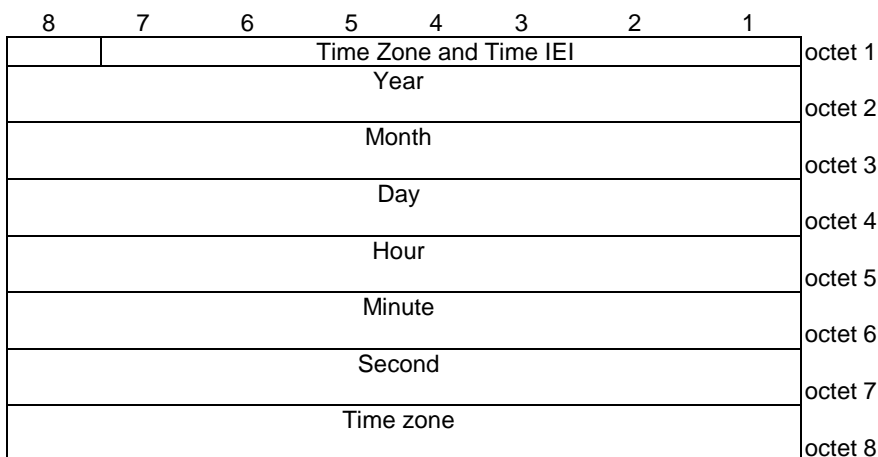 8 7 6 5 4 3 2 1
Time Zone and Time IEI octet 1
Year
octet 2
Month
octet 3
Day
octet 4
Hour
octet 5
Minute
octet 6
Second
octet 7
Time zone
octet 8